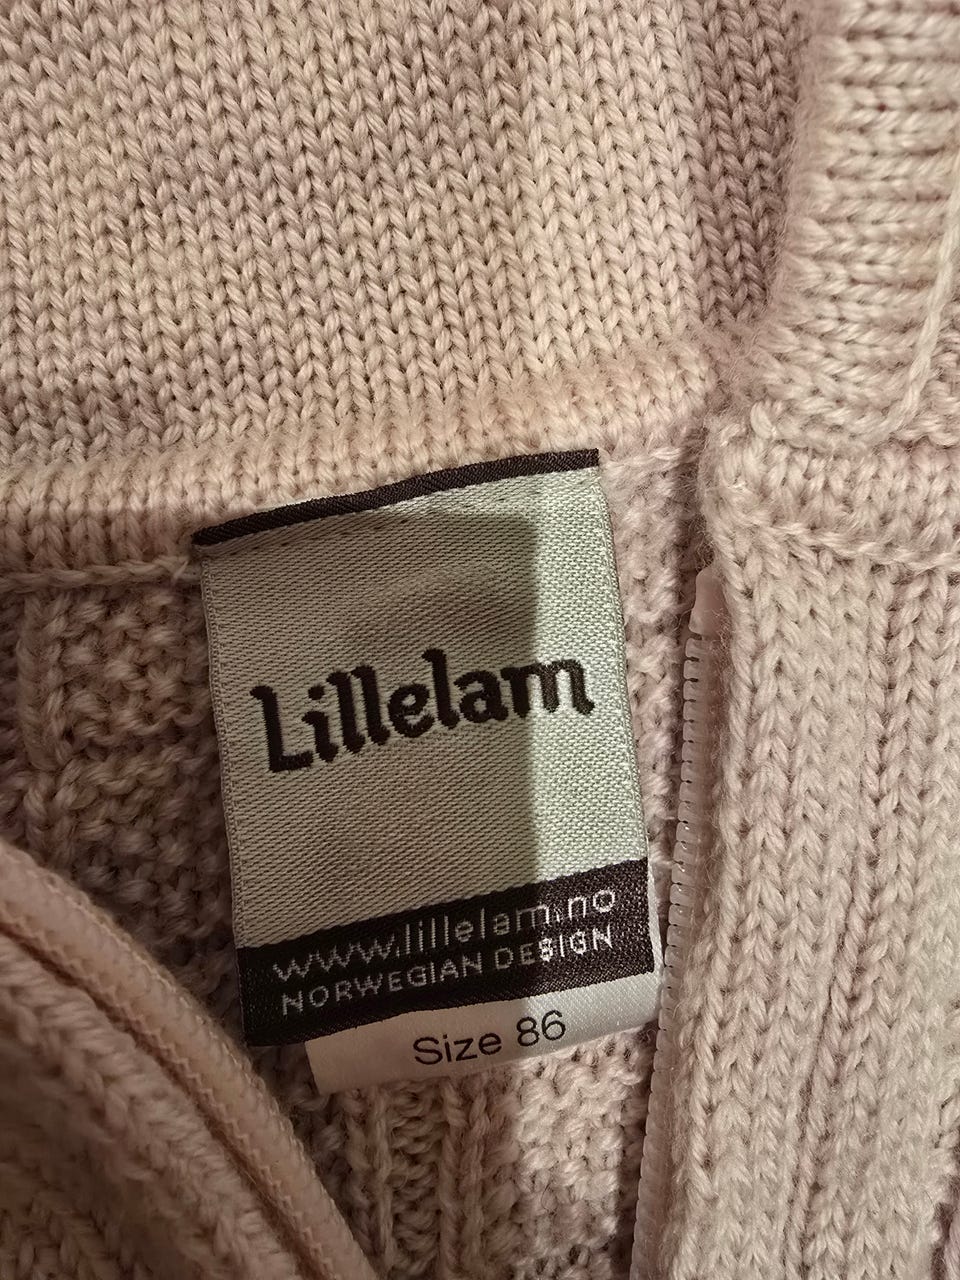 Lillelam
www.lillelam.no
NORWEGIAN DESIGN
Size 86